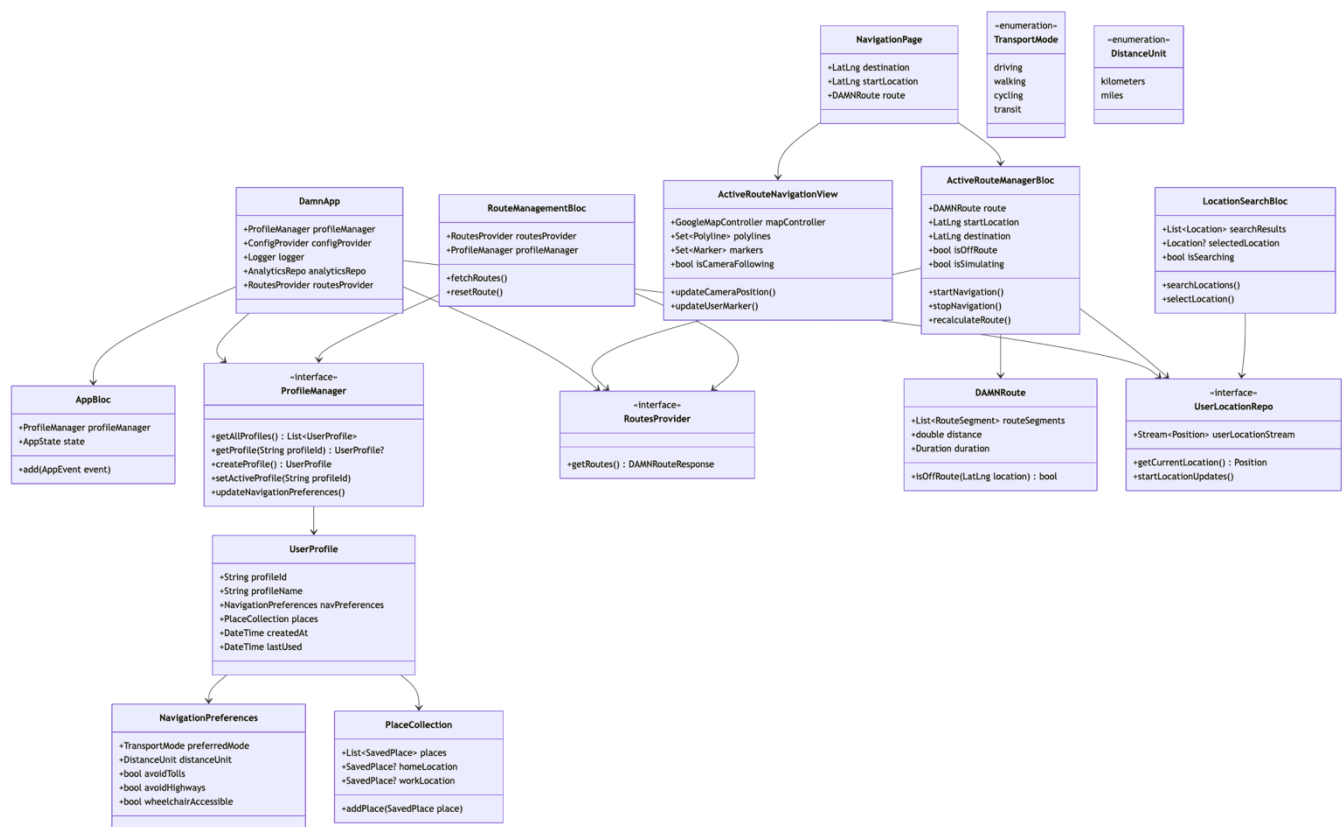 NavigationPage
+LatLng destination
+LatLng startLocation
+DAMNRoute route
«enumeration»
TransportMode
driving
walking
cycling
transit
«enumeration»
DistanceUnit
kilometers
miles
DamnApp
+ProfileManager profileManager
+ConfigProvider configProvider
+Logger logger
+AnalyticsRepo analyticsRepo
+RoutesProvider routesProvider
RouteManagementBloc
+RoutesProvider routesProvider
+ProfileManager profileManager
+fetchRoutes()
+resetRoute()
ActiveRouteNavigationView
+GoogleMapController mapController
+Set<Polyline> polylines
+Set<Marker> markers
+bool isCameraFollowing
+updateCameraPosition()
+updateUserMarker()
ActiveRouteManagerBloc
+DAMNRoute route
+LatLng startLocation
+LatLng destination
+bool isOffRoute
+bool isSimulating
+startNavigation()
+stopNavigation()
+recalculateRoute()
LocationSearchBloc
+List<Location> searchResults
+Location? selectedLocation
+bool isSearching
+searchLocations()
+selectLocation()
AppBloc
+ProfileManager profileManager
+AppState state
+add(AppEvent event)
«interface»
ProfileManager
+getAllProfiles() : List<UserProfile>
+getProfile(String profileId) : UserProfile?
+createProfile() : UserProfile
+setActiveProfile(String profileId)
+updateNavigationPreferences()
«interface»
RoutesProvider
+getRoutes() : DAMNRouteResponse
DAMNRoute
+List<RouteSegment> routeSegments
+double distance
+Duration duration
+isOffRoute(LatLng location) : bool
«interface»
UserLocationRepo
+Stream<Position> userLocationStream
+getCurrentLocation() : Position
+startLocationUpdates()
UserProfile
+String profileId
+String profileName
+NavigationPreferences navPreferences
+PlaceCollection places
+DateTime createdAt
+DateTime lastUsed
NavigationPreferences
+TransportMode preferredMode
+DistanceUnit distanceUnit
+bool avoidTolls
+bool avoidHighways
+bool wheelchairAccessible
PlaceCollection
+List<SavedPlace> places
+SavedPlace? homeLocation
+SavedPlace? workLocation
+addPlace(SavedPlace place)